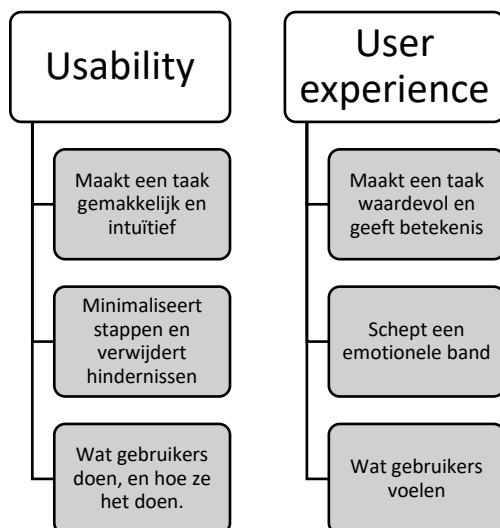 Usability
Maakt een taak
gemakkelijk en
intuïtief
Minimaliseert
stappen en
verwijdert
hindernissen
Wat gebruikers
doen, en hoe ze
het doen.
User
experience
Maakt een taak
waardevol en
geeft betekenis
Schept een
emotionele band
Wat gebruikers
voelen